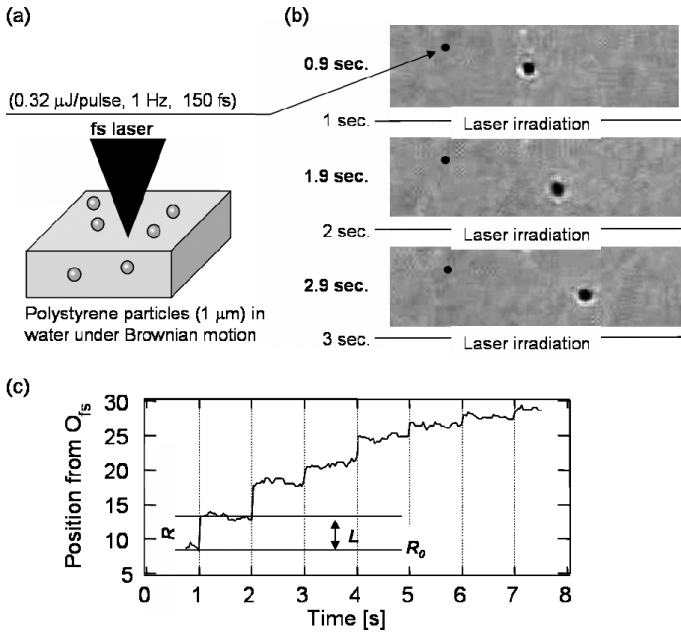 (a)
(0.32 μJ/pulse, 1 Hz, 150 fs)
fs laser
Polystyrene particles (1 μm) in
water under Brownian motion
(b)
0.9 sec.
1 sec. Laser irradiation
1.9 sec.
2 sec. Laser irradiation
2.9 sec.
3 sec. Laser irradiation
(c)
Position from O_fs
30
25
20
15
10
5
R
L
R₀
0 1 2 3 4 5 6 7 8
Time [s]